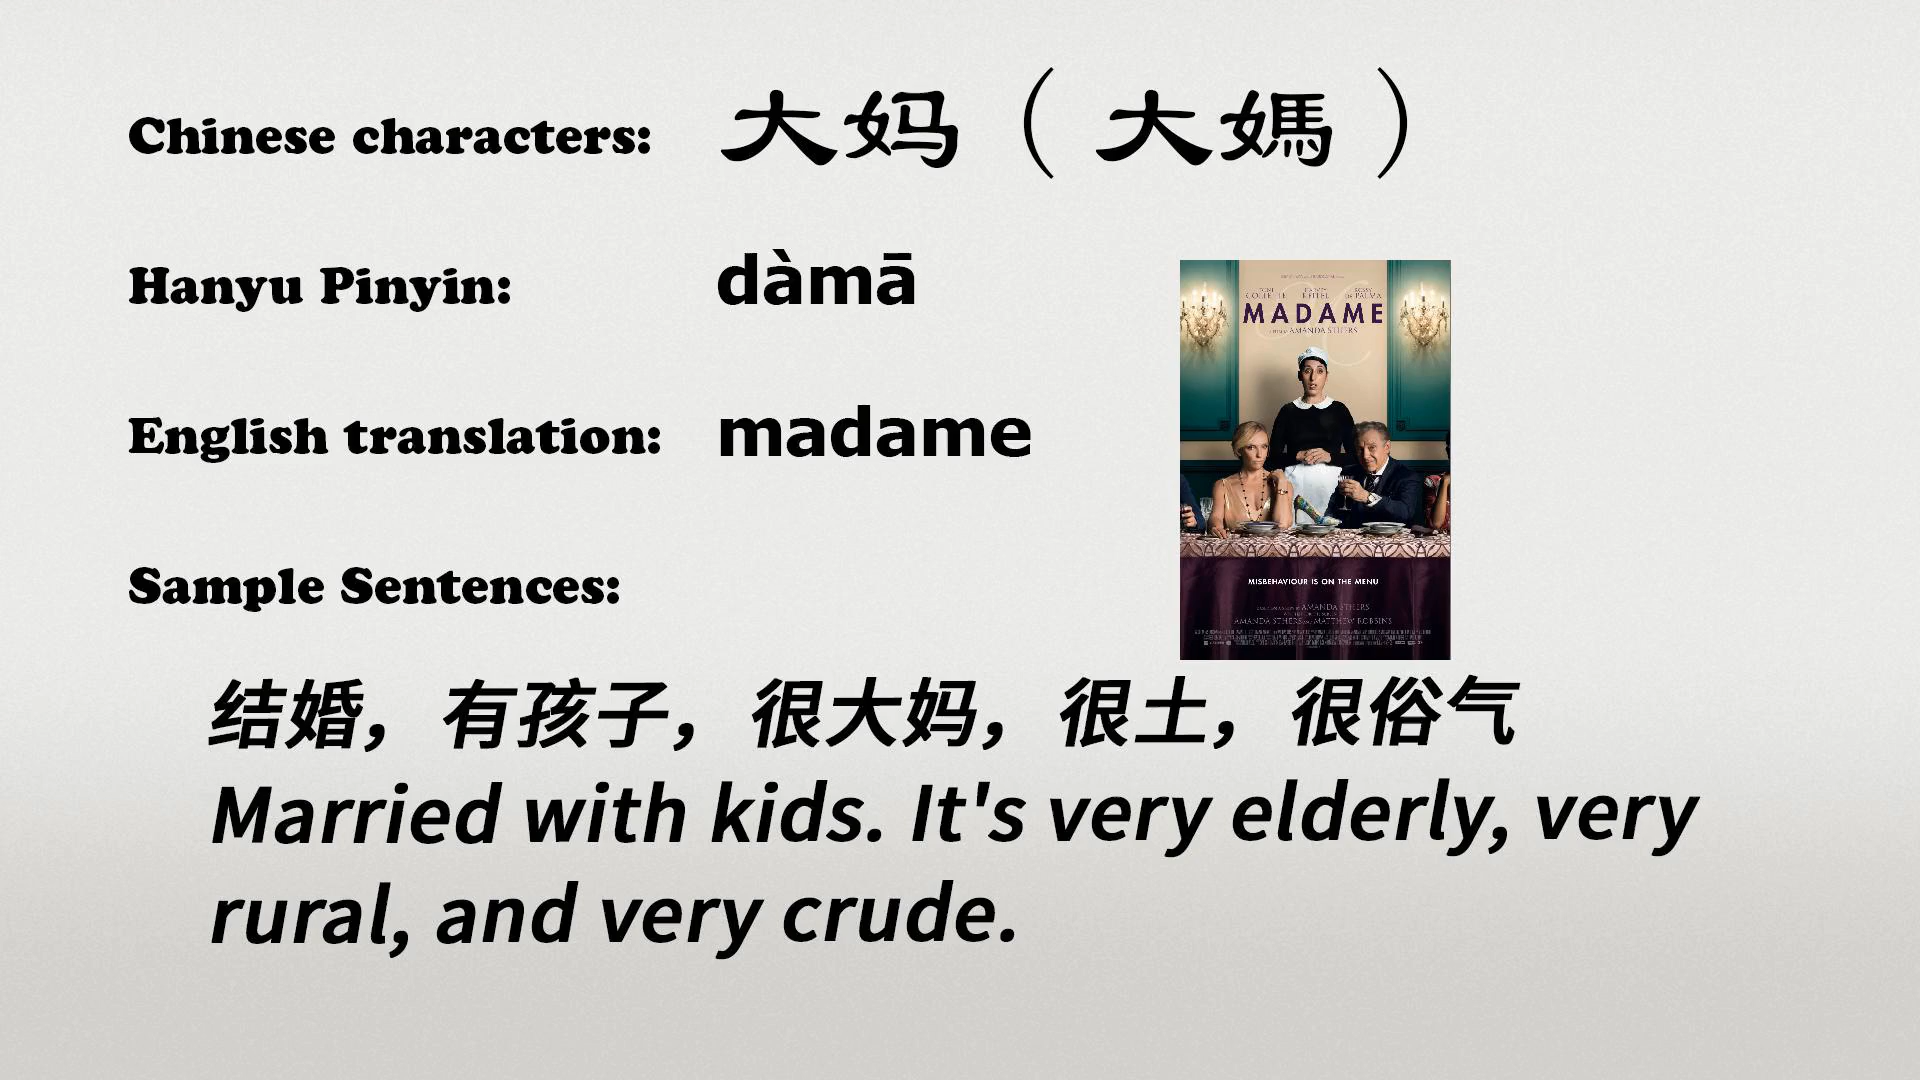 Chinese characters: 大妈（大媽）
Hanyu Pinyin: dàmā
English translation: madame
MADAME
AMANDA STHERS
MISBEHAVIOUR IS ON THE MENU
AMANDA STHERS
AMANDA STHERS AND MATTHEW ROBBINS
Sample Sentences:
结婚，有孩子，很大妈，很土，很俗气
Married with kids. It's very elderly, very
rural, and very crude.